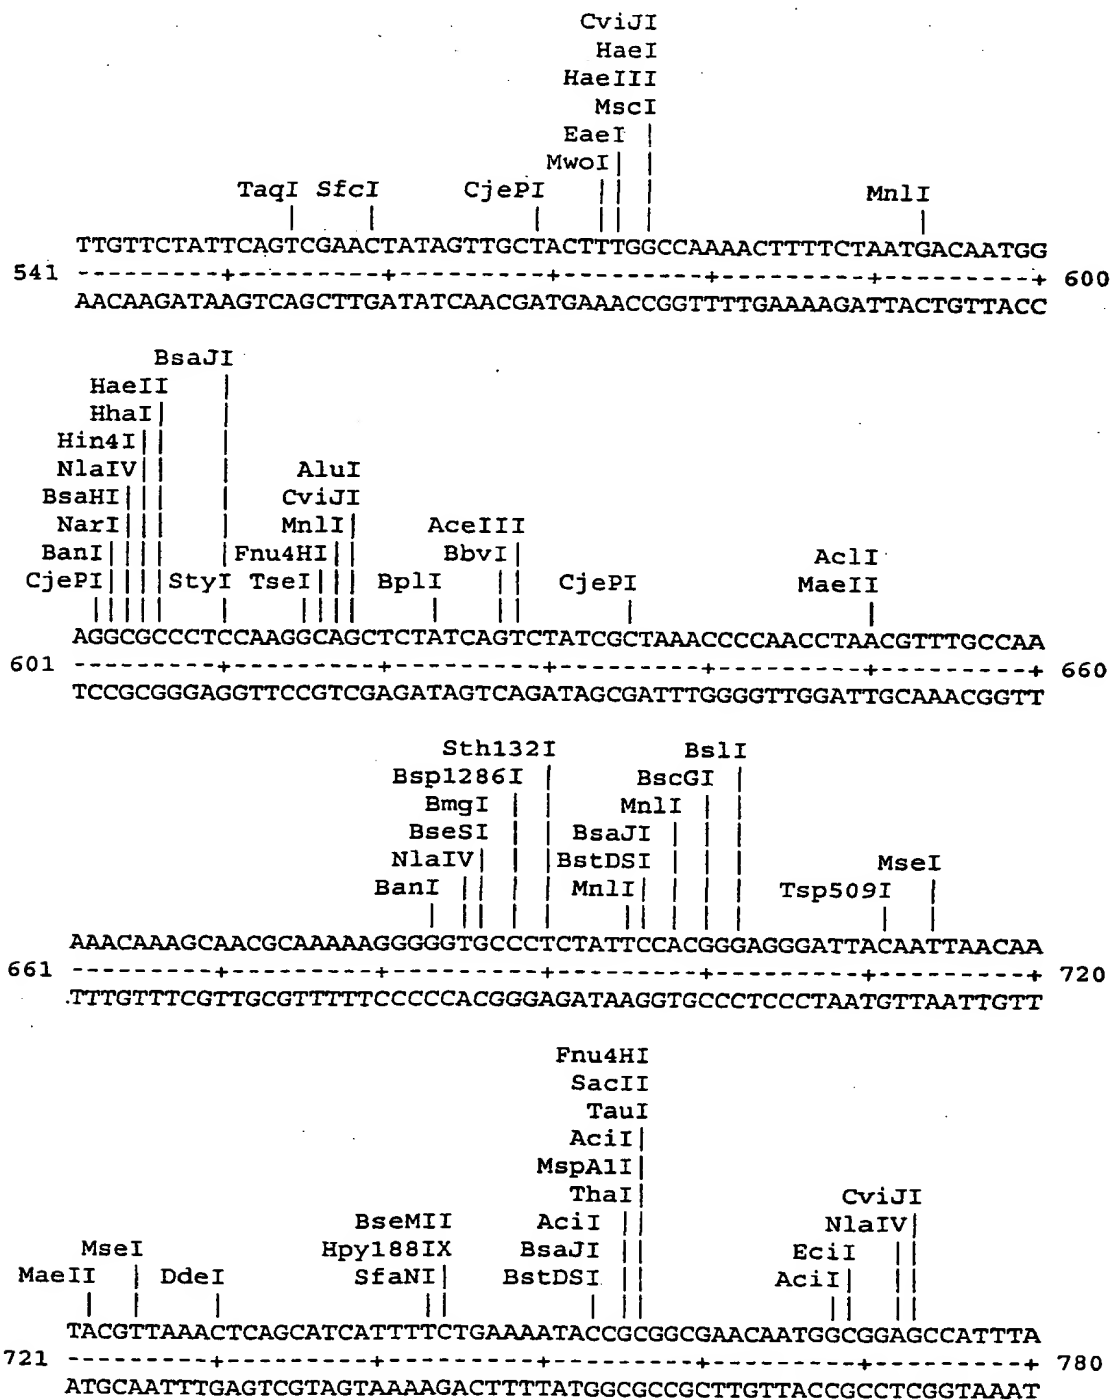 CviJI
HaeI
HaeIII
MscI
EaeI
MwoI
TaqI SfcI CjePI MnlI
TTGTTCTATTCAGTCGAACTATAGTTGCTACTTTGGCCAAAACTTTTCTAATGACAATGG
541 ---------+---------+---------+---------+---------+---------+ 600
AACAAGATAAGTCAGCTTGATATCAACGATGAAACCGGTTTTGAAAAGATTACTGTTACC
BsaJI
HaeII
HhaI
Hin4I
NlaIV AluI
BsaHI CviJI
NarI MnlI AceIII
BanI Fnu4HI BbvI AclI
CjePI StyI TseI BplI CjePI MaeII
AGGCGCCCTCCAAGGCAGCTCTATCAGTCTATCGCTAAACCCCAACCTAACGTTTGCCAA
601 ---------+---------+---------+---------+---------+---------+ 660
TCCGCGGGAGGTTCCGTCGAGATAGTCAGATAGCGATTTGGGGTTGGATTGCAAACGGTT
Sth132I BslI
Bsp1286I BscGI
BmgI MnlI
BseSI BsaJI
NlaIV BstDSI MseI
BanI MnlI Tsp509I
AAACAAAGCAACGCAAAAAGGGGGTGCCCTCTATTCCACGGGAGGGATTACAATTAACAA
661 ---------+---------+---------+---------+---------+---------+ 720
TTTGTTTCGTTGCGTTTTTCCCCCACGGGAGATAAGGTGCCCTCCCTAATGTTAATTGTT
Fnu4HI
SacII
TauI
AciI
MspA1I
ThaI CviJI
BseMII AciI NlaIV
MseI Hpy188IX BsaJI EciI
MaeII DdeI SfaNI BstDSI AciI
TACGTTAAACTCAGCATCATTTTCTGAAAATACCGCGGCGAACAATGGCGGAGCCATTTA
721 ---------+---------+---------+---------+---------+---------+ 780
ATGCAATTTGAGTCGTAGTAAAAGACTTTTATGGCGCCGCTTGTTACCGCCTCGGTAAAT